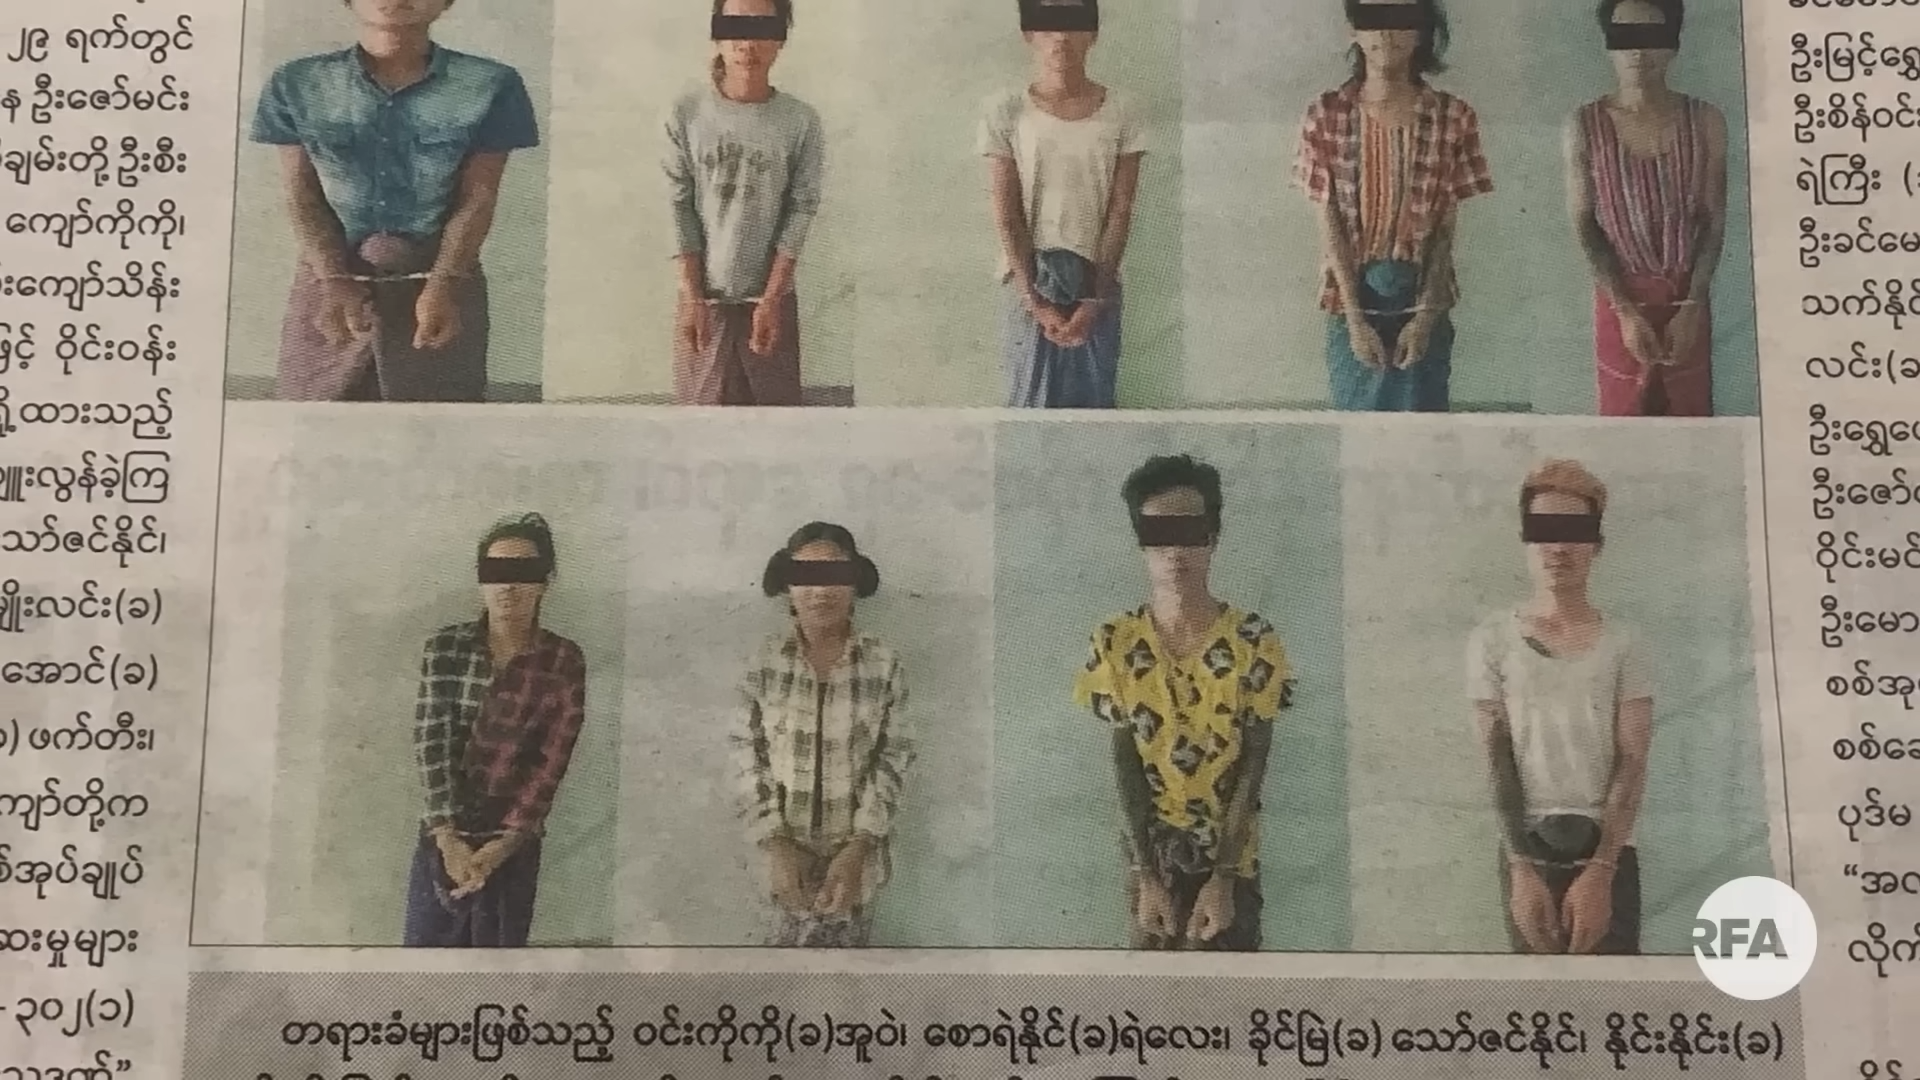 ၂၉ ရက်တွင်
န ဦးဇော်မင်း
ချမ်းတို့ ဦးစီး
ကျော်ကိုကို၊
းကျော်သိန်း
ဖြင့် ဝိုင်းဝန်း
ရို့ထားသည့်
ကျူးလွန်ခဲ့ကြ
သော်ဇင်နိုင်၊
မျိုးလင်း(ခ)
အောင်(ခ)
) ဖက်တီး၊
ကျော်တို့က
စ်အုပ်ချုပ်
ဆေးမှုများ
- ၃၀၂(၁)
ဦးမြင့်ရွှေ
ဦးစိန်ဝင်း
ရဲကြီး (
ဦးခင်မေ
သက်နိုင်
လင်း(ခ
ဦးရွှေပေ
ဦးဇော်
ဝိုင်းမင်
ဦးမော
စစ်အု
စစ်ဆေ
ပုဒ်မ
“အလ
လိုက်
RFA
တရားခံများဖြစ်သည့် ဝင်းကိုကို(ခ)အူဝဲ၊ စောရဲနိုင်(ခ)ရဲလေး၊ ခိုင်မြဲ(ခ) သော်ဇင်နိုင်၊ နိုင်းနိုင်း(ခ)